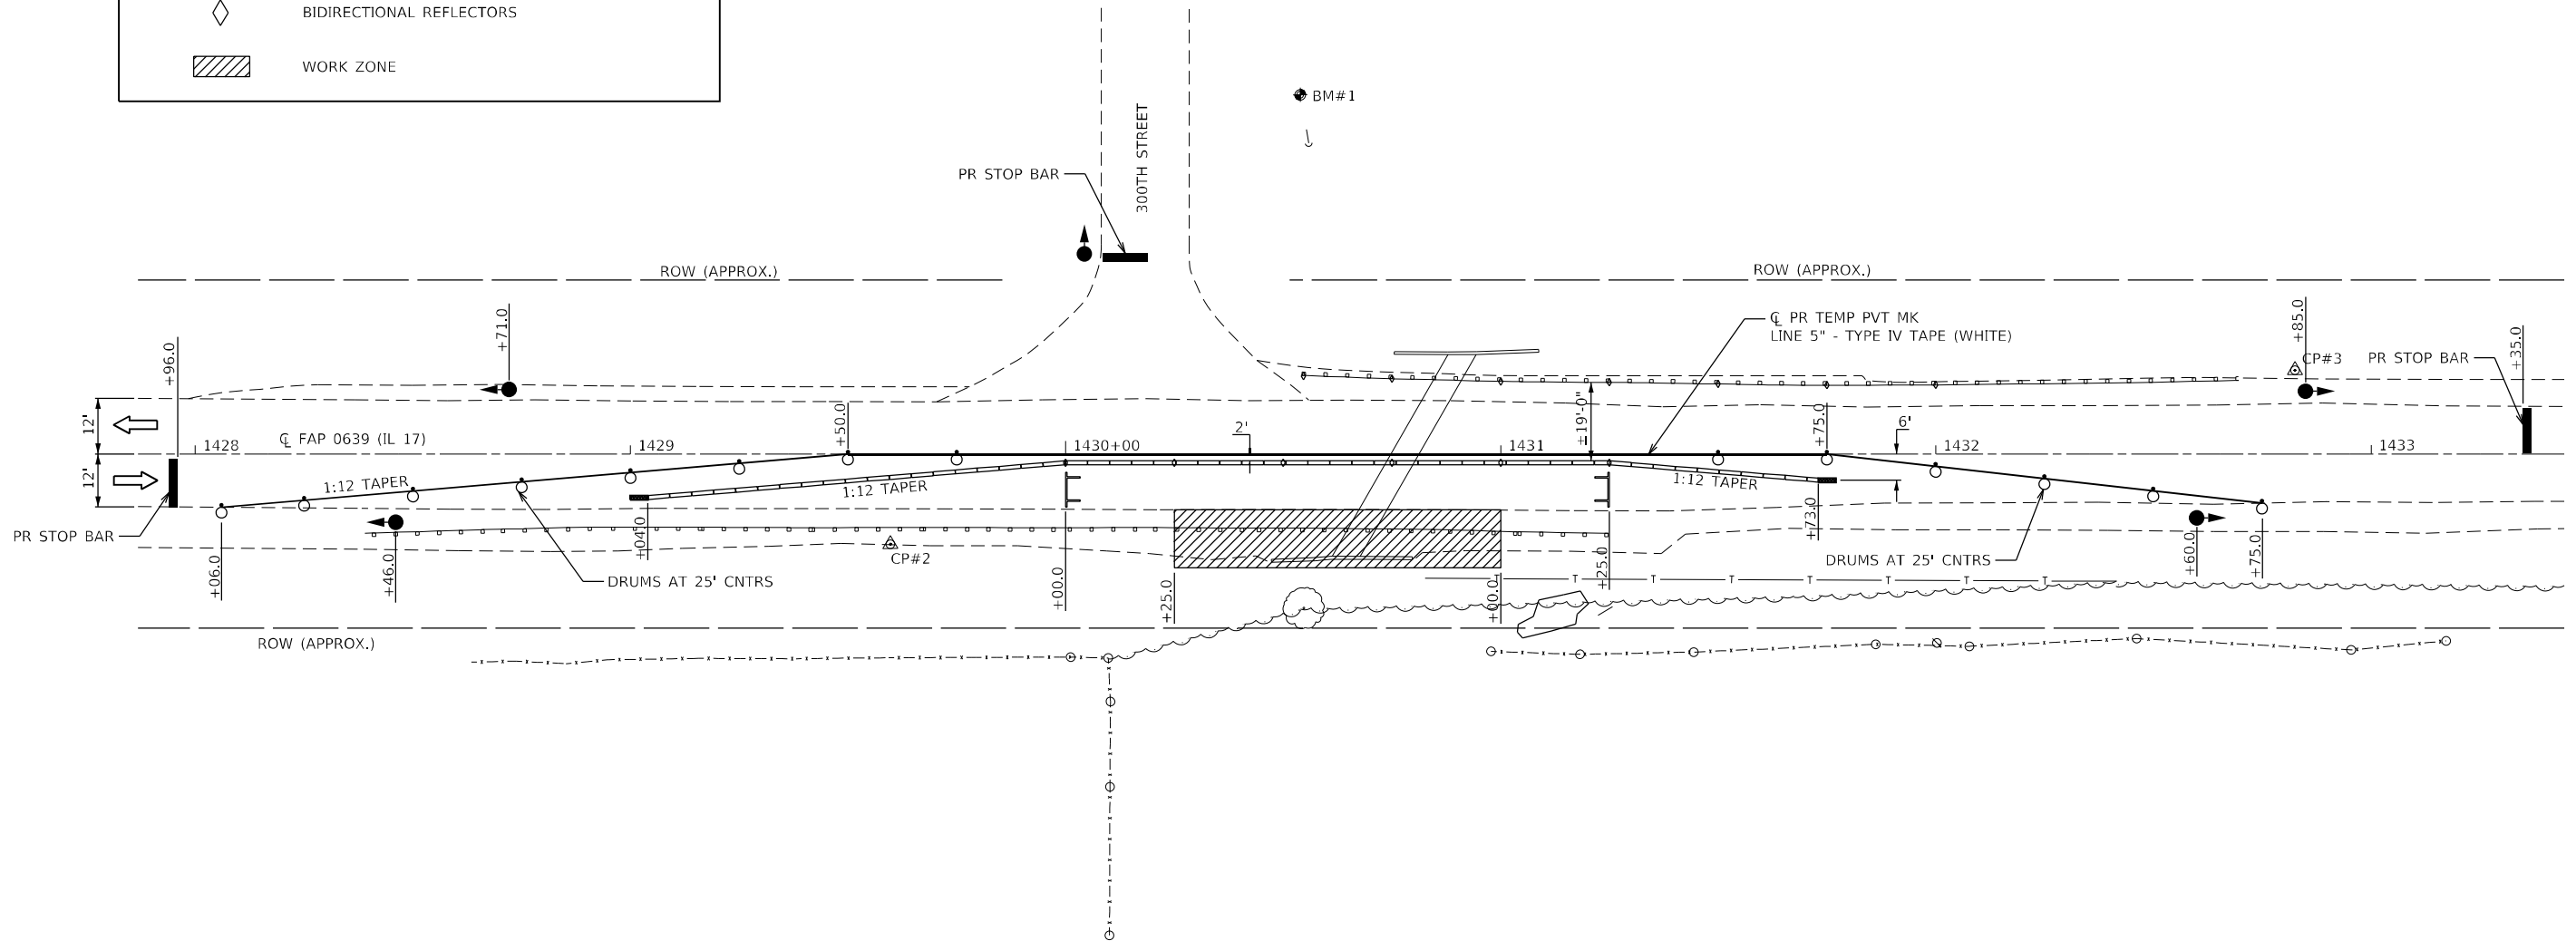 BIDIRECTIONAL REFLECTORS
WORK ZONE
BM#1
300TH STREET
PR STOP BAR
ROW (APPROX.)
ROW (APPROX.)
+96.0
+71.0
℄ PR TEMP PVT MK
LINE 5" - TYPE IV TAPE (WHITE)
+85.0
CP#3
PR STOP BAR
+35.0
12'
12'
1428
℄ FAP 0639 (IL 17)
1429
+50.0
1430+00
2'
1431
+19'-0"
+75.0
6'
1432
1433
1:12 TAPER
1:12 TAPER
1:12 TAPER
PR STOP BAR
+06.0
+46.0
+04.0
CP#2
DRUMS AT 25' CNTRS
+00.0
+25.0
+00.0
+25.0
T T T T T T T T
+73.0
DRUMS AT 25' CNTRS
+60.0
+75.0
ROW (APPROX.)